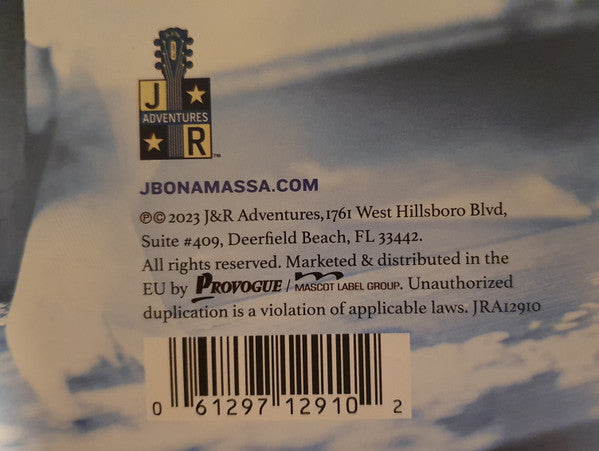 J
ADVENTURES
R
™
JBONAMASSA.COM
℗© 2023 J&R Adventures, 1761 West Hillsboro Blvd,
Suite #409, Deerfield Beach, FL 33442.
All rights reserved. Marketed & distributed in the
EU by PROVOGUE / MASCOT LABEL GROUP. Unauthorized
duplication is a violation of applicable laws. JRA12910
0 61297 12910 2